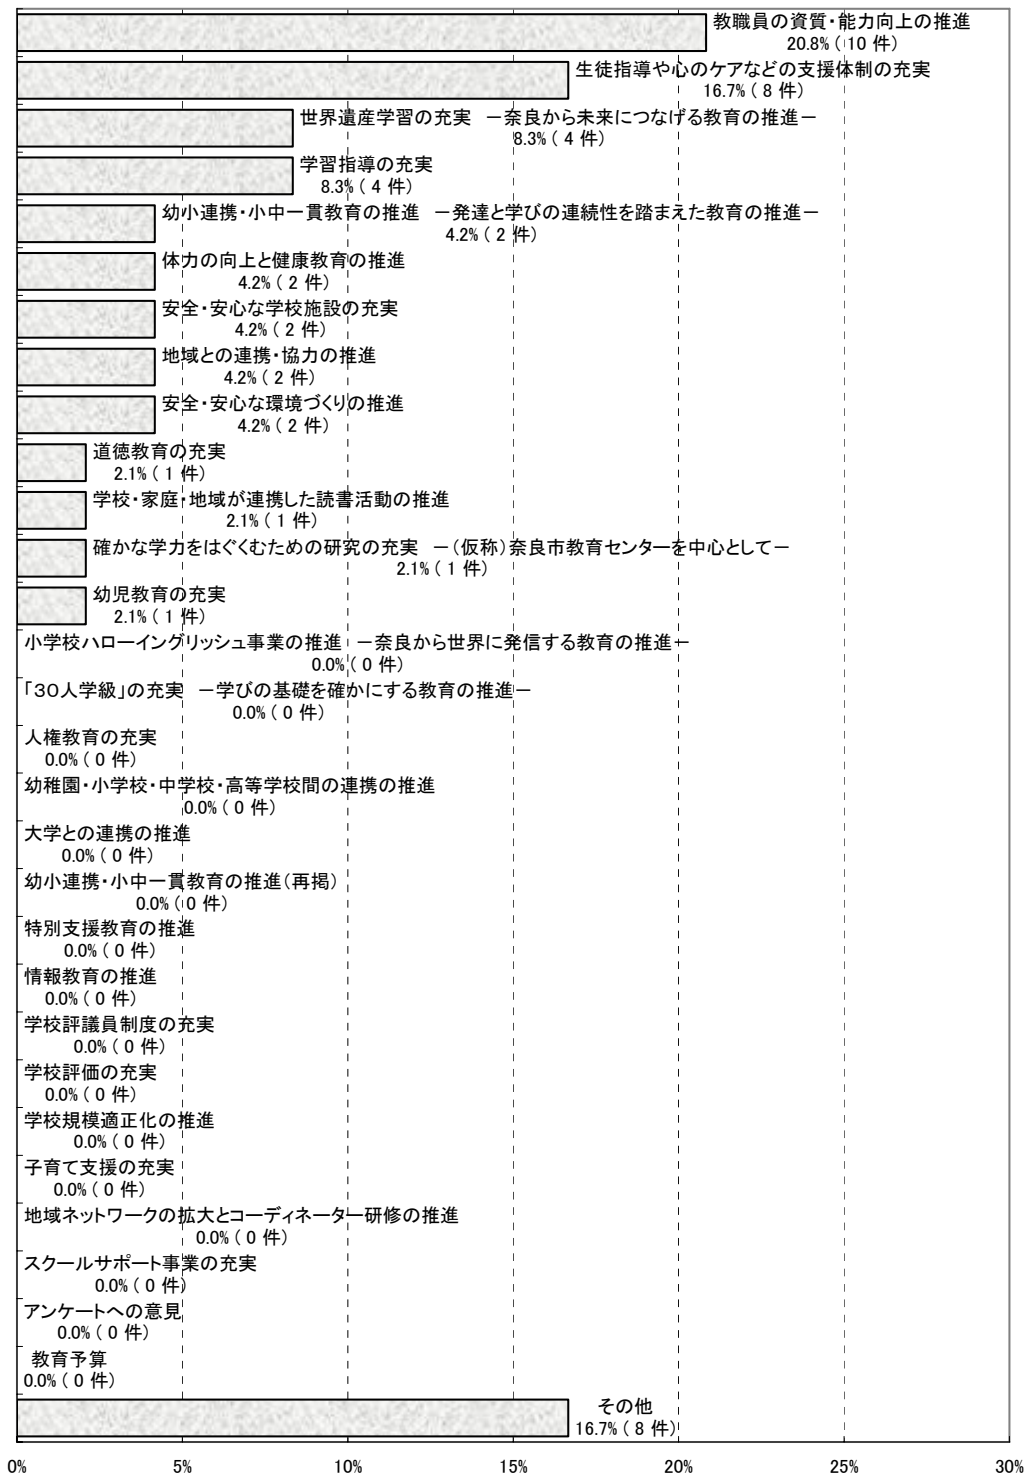 教職員の資質・能力向上の推進
20.8%( 10 件)
生徒指導や心のケアなどの支援体制の充実
16.7%( 8 件)
世界遺産学習の充実　－奈良から未来につなげる教育の推進－
8.3%( 4 件)
学習指導の充実
8.3%( 4 件)
幼小連携・小中一貫教育の推進　－発達と学びの連続性を踏まえた教育の推進－
4.2%( 2 件)
体力の向上と健康教育の推進
4.2%( 2 件)
安全・安心な学校施設の充実
4.2%( 2 件)
地域との連携・協力の推進
4.2%( 2 件)
安全・安心な環境づくりの推進
4.2%( 2 件)
道徳教育の充実
2.1%( 1 件)
学校・家庭・地域が連携した読書活動の推進
2.1%( 1 件)
確かな学力をはぐくむための研究の充実　－(仮称)奈良市教育センターを中心として－
2.1%( 1 件)
幼児教育の充実
2.1%( 1 件)
小学校ハローイングリッシュ事業の推進　－奈良から世界に発信する教育の推進－
0.0%( 0 件)
「30人学級」の充実　－学びの基礎を確かにする教育の推進－
0.0%( 0 件)
人権教育の充実
0.0%( 0 件)
幼稚園・小学校・中学校・高等学校間の連携の推進
0.0%( 0 件)
大学との連携の推進
0.0%( 0 件)
幼小連携・小中一貫教育の推進(再掲)
0.0%( 0 件)
特別支援教育の推進
0.0%( 0 件)
情報教育の推進
0.0%( 0 件)
学校評議員制度の充実
0.0%( 0 件)
学校評価の充実
0.0%( 0 件)
学校規模適正化の推進
0.0%( 0 件)
子育て支援の充実
0.0%( 0 件)
地域ネットワークの拡大とコーディネーター研修の推進
0.0%( 0 件)
スクールサポート事業の充実
0.0%( 0 件)
アンケートへの意見
0.0%( 0 件)
教育予算
0.0%( 0 件)
その他
16.7%( 8 件)
0% 5% 10% 15% 20% 25% 30%